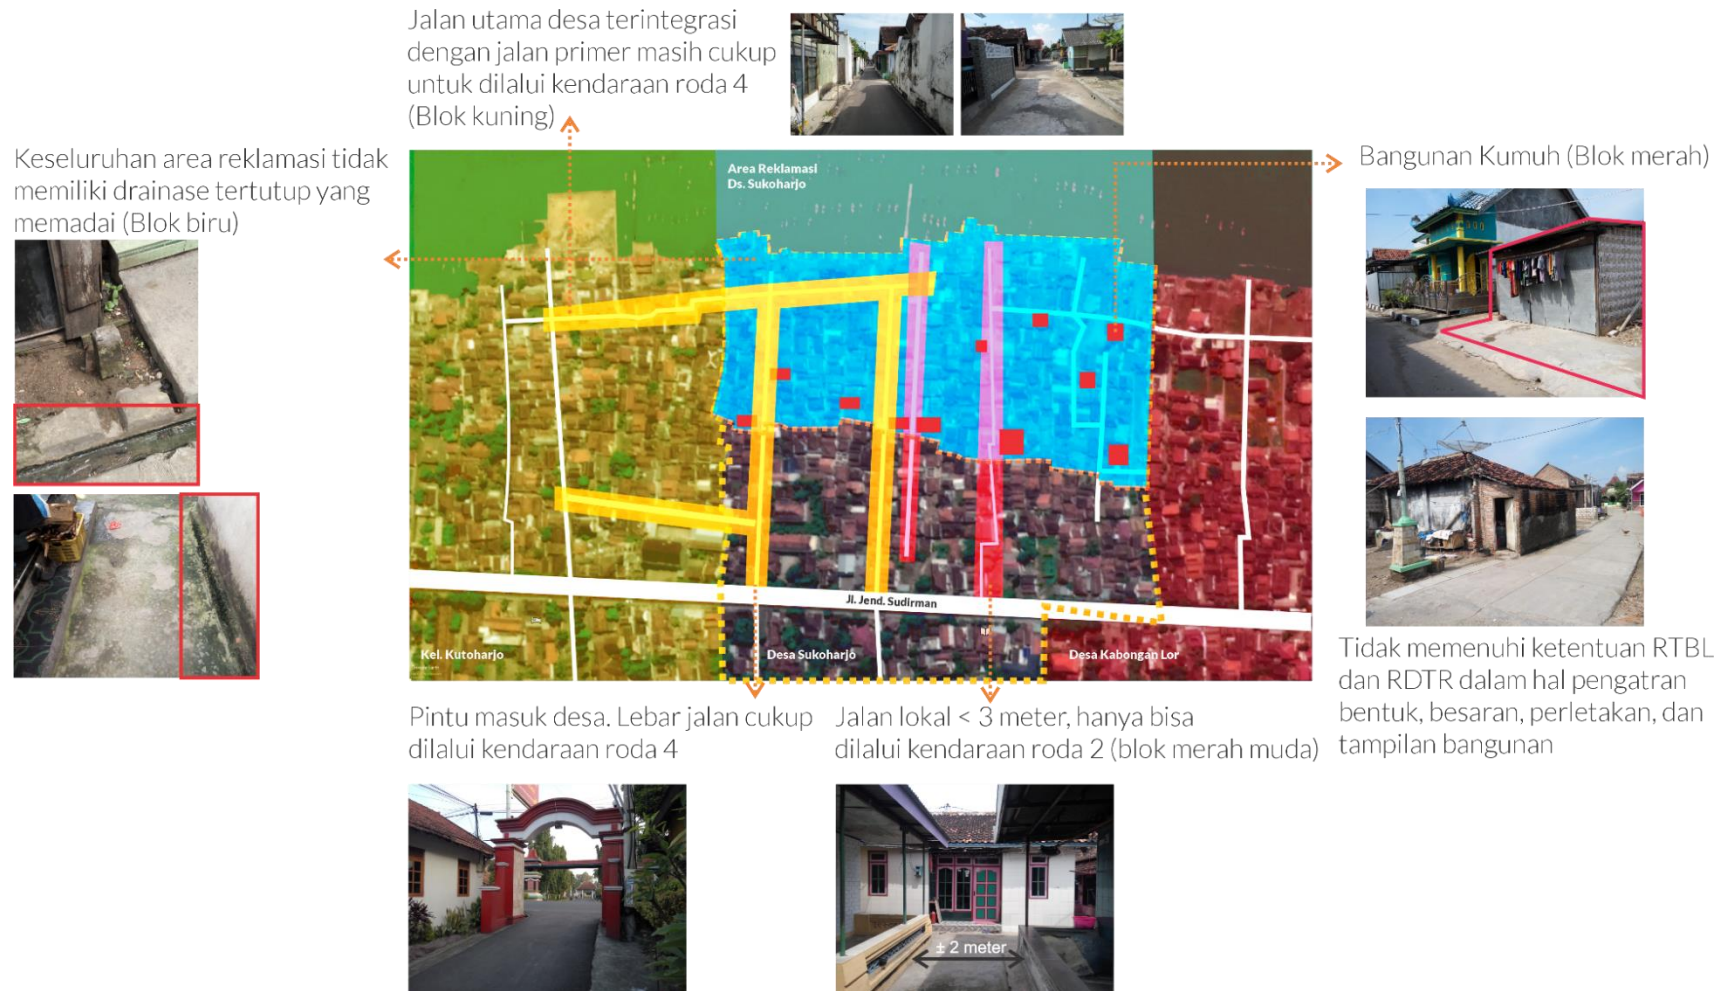 Jalan utama desa terintegrasi
dengan jalan primer masih cukup
untuk dilalui kendaraan roda 4
(Blok kuning)
Keseluruhan area reklamasi tidak
memiliki drainase tertutup yang
memadai (Blok biru)
Bangunan Kumuh (Blok merah)
Area Reklamasi
Ds. Sukoharjo
Jl. Jend. Sudirman
Kel. Kutoharjo
Desa Sukoharjo
Desa Kabongan Lor
Tidak memenuhi ketentuan RTBL
dan RDTR dalam hal pengatran
bentuk, besaran, perletakan, dan
tampilan bangunan
Pintu masuk desa. Lebar jalan cukup
dilalui kendaraan roda 4
Jalan lokal < 3 meter, hanya bisa
dilalui kendaraan roda 2 (blok merah muda)
± 2 meter